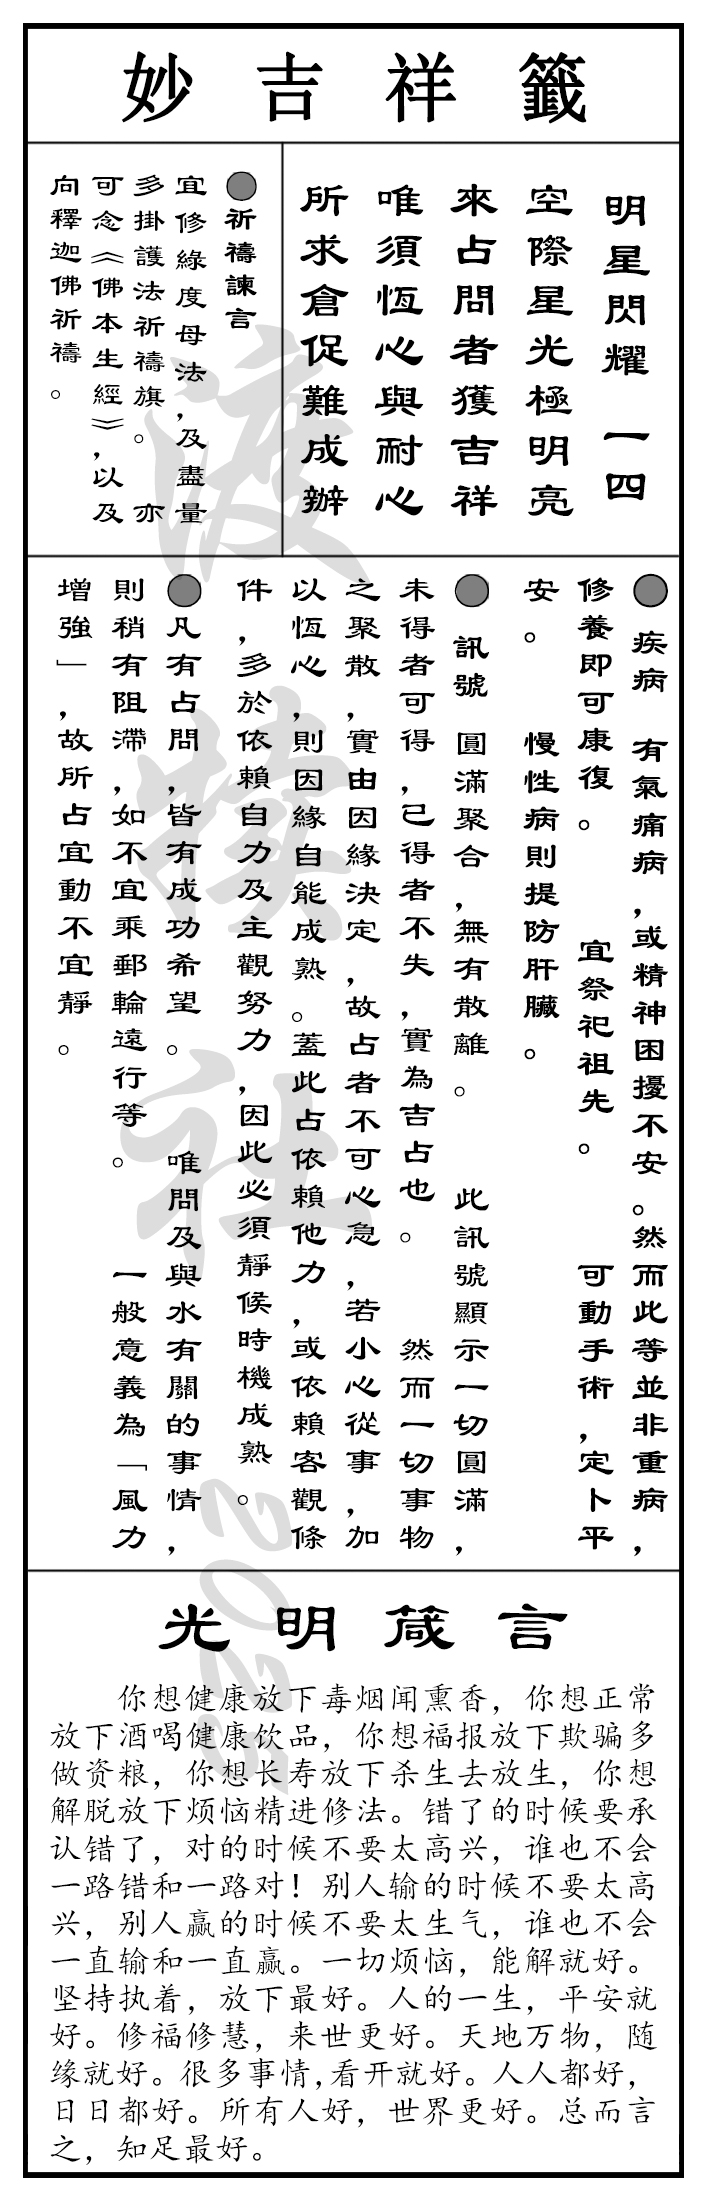 妙吉祥籤
明星閃耀　一四
空際星光極明亮
來占問者獲吉祥
唯須恆心與耐心
所求倉促難成辦
●祈禱諫言
宜修綠度母法，及盡量
多掛護法祈禱旗。　亦
可念《佛本生經》，以及
向釋迦佛祈禱。
●　疾病　有氣痛病，或精神困擾不安。然而此等並非重病，
修養即可康復。　　宜祭祀祖先。　　可動手術，定卜平
安。　　慢性病則提防肝臟。
●　訊號　圓滿聚合，無有散離。　　此訊號顯示一切圓滿，
未得者可得，已得者不失，實為吉占也。　　然而一切事物
之聚散，實由因緣決定，故占者不可心急，若小心從事，加
以恆心，則因緣自能成熟。蓋此占依賴他力，或依賴客觀條
件，多於依賴自力及主觀努力，因此必須靜候時機成熟。
●凡有占問，皆有成功希望。　　唯問及與水有關的事情，
則稍有阻滯，如不宜乘郵輪遠行等。　　一般意義為「風力
增強」，故所占宜動不宜靜。
光明箴言
你想健康放下毒烟闻熏香，你想正常
放下酒喝健康饮品，你想福报放下欺骗多
做资粮，你想长寿放下杀生去放生，你想
解脱放下烦恼精进修法。错了的时候要承
认错了，对的时候不要太高兴，谁也不会
一路错和一路对！别人输的时候不要太高
兴，别人赢的时候不要太生气，谁也不会
一直输和一直赢。一切烦恼，能解就好。
坚持执着，放下最好。人的一生，平安就
好。修福修慧，来世更好。天地万物，随
缘就好。很多事情，看开就好。人人都好，
日日都好。所有人好，世界更好。总而言
之，知足最好。